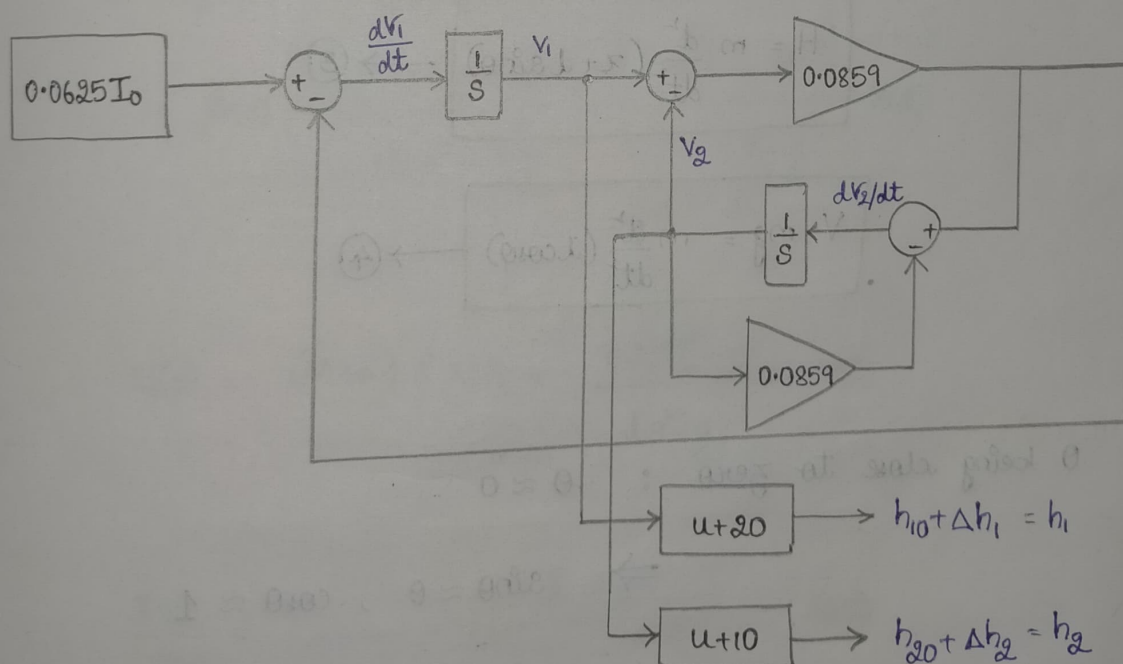 0.0625I₀
+
−
dV₁/dt
1/S
V₁
+
−
0.0859
V₂
dV₂/dt
1/S
+
−
0.0859
u+20
h₁₀+Δh₁ = h₁
u+10
h₂₀+Δh₂ = h₂